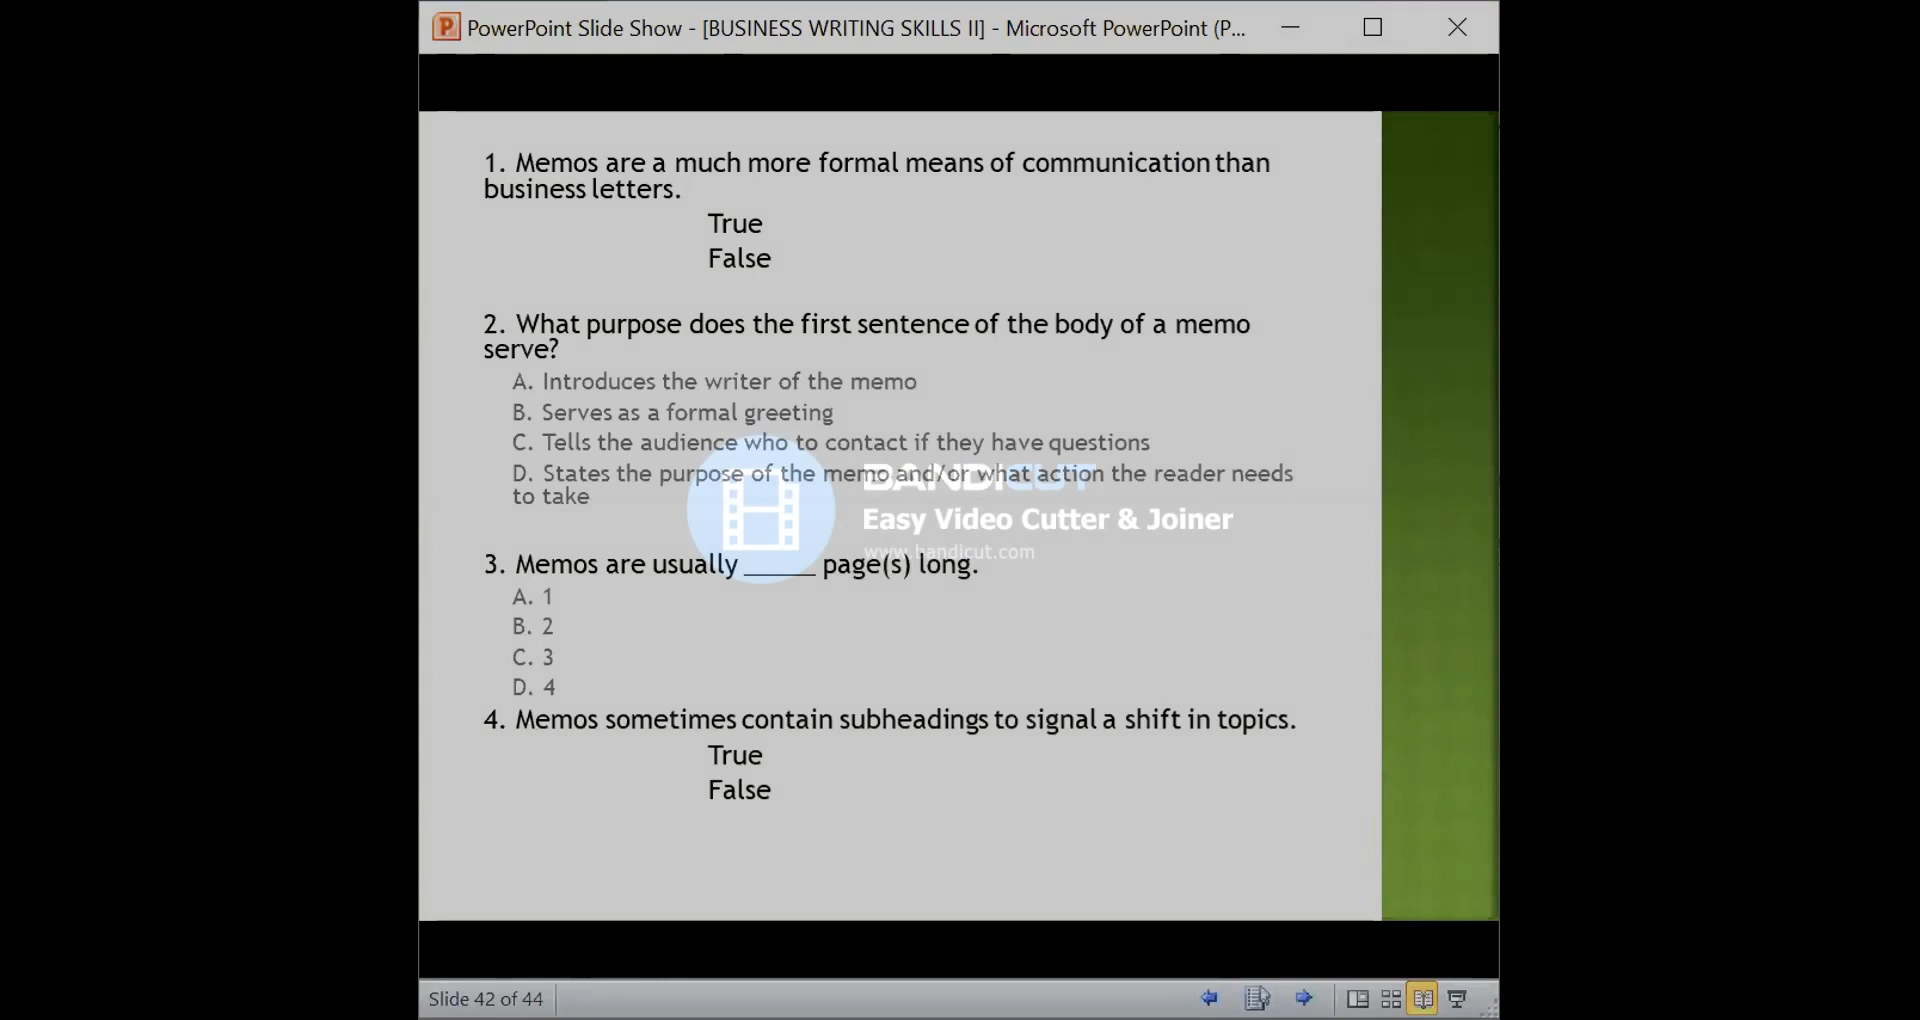 PowerPoint Slide Show - [BUSINESS WRITING SKILLS II] - Microsoft PowerPoint (P...
1. Memos are a much more formal means of communication than
business letters.
True
False
2. What purpose does the first sentence of the body of a memo
serve?
A. Introduces the writer of the memo
B. Serves as a formal greeting
C. Tells the audience who to contact if they have questions
D. States the purpose of the memo and/or what action the reader needs
to take
BANDICUT
Easy Video Cutter & Joiner
www.bandicut.com
3. Memos are usually _____ page(s) long.
A. 1
B. 2
C. 3
D. 4
4. Memos sometimes contain subheadings to signal a shift in topics.
True
False
Slide 42 of 44